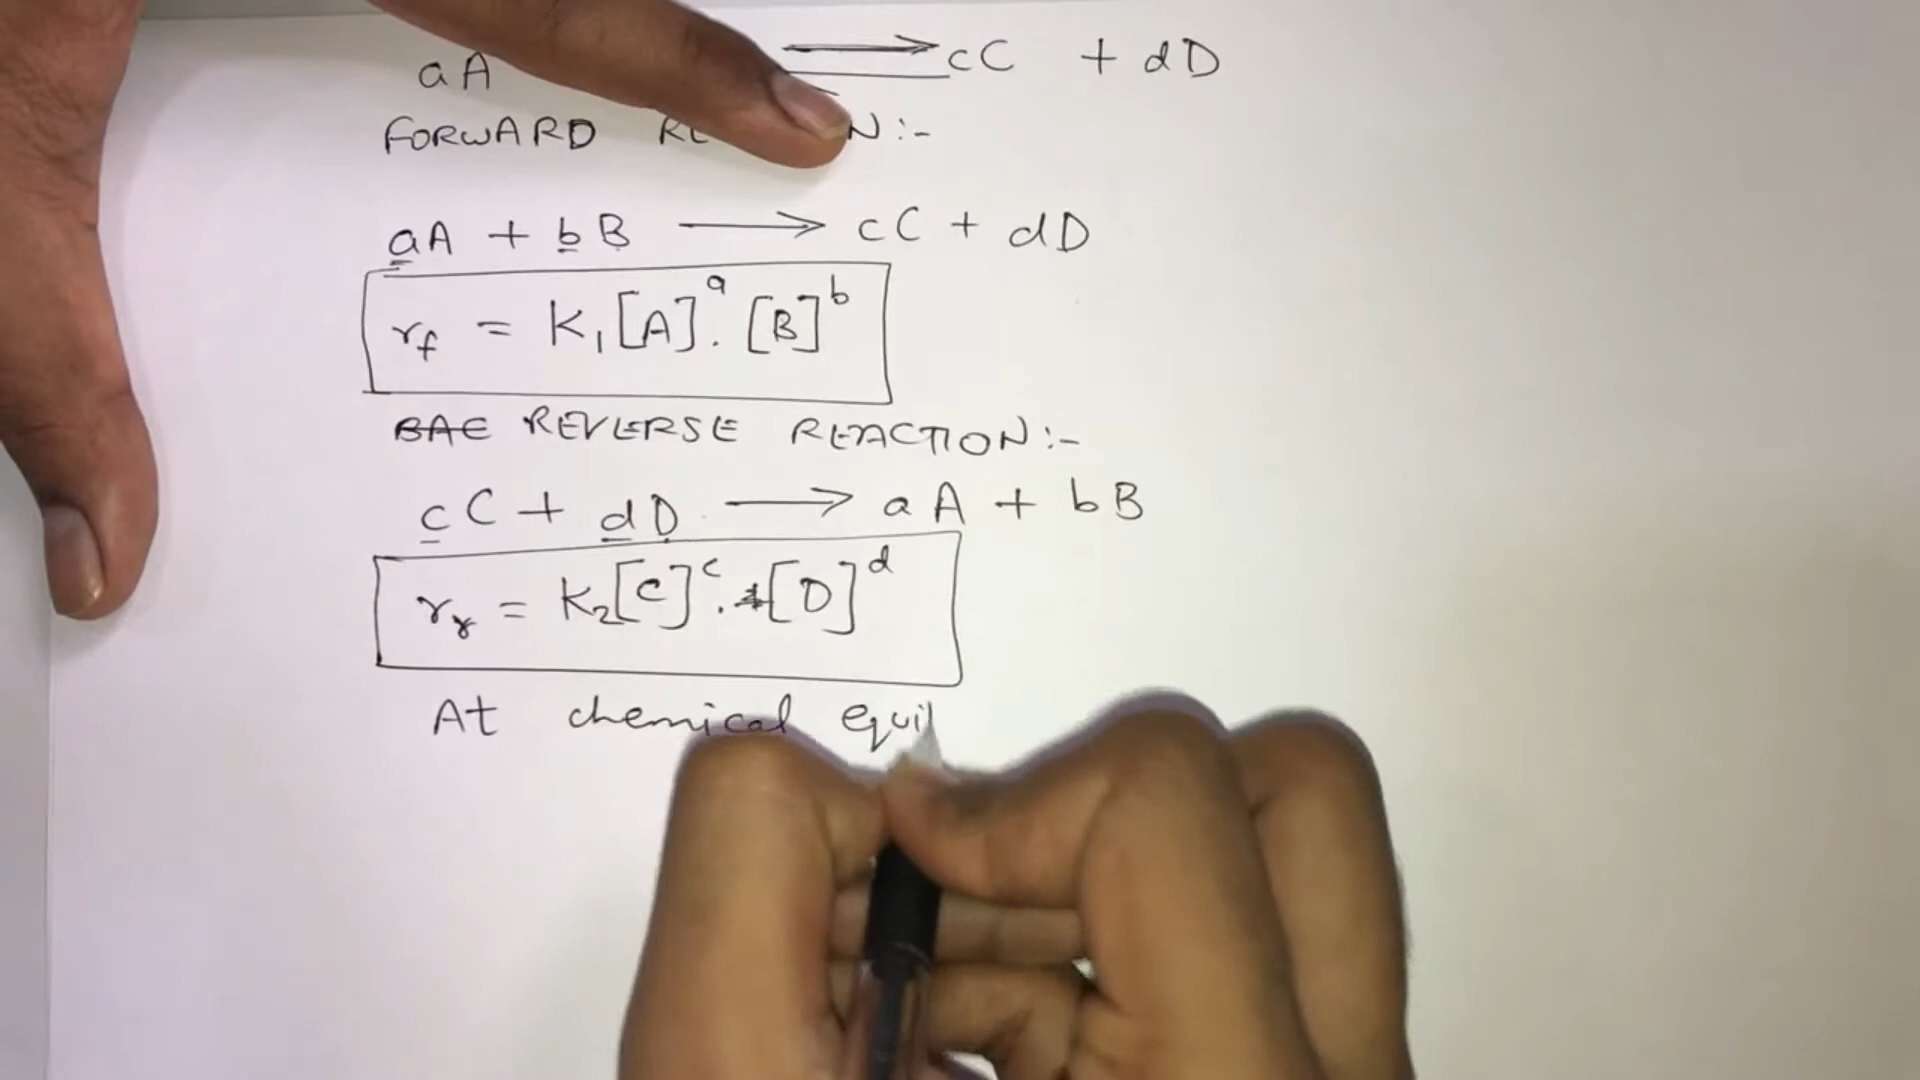 aA ⇌ cC + dD
FORWARD :-
aA + bB ⟶ cC + dD
r_f = K₁[A]^a . [B]^b
BAE REVERSE REACTION:-
cC + dD ⟶ aA + bB
r_r = K₂[C]^c . [D]^d
At chemical equil